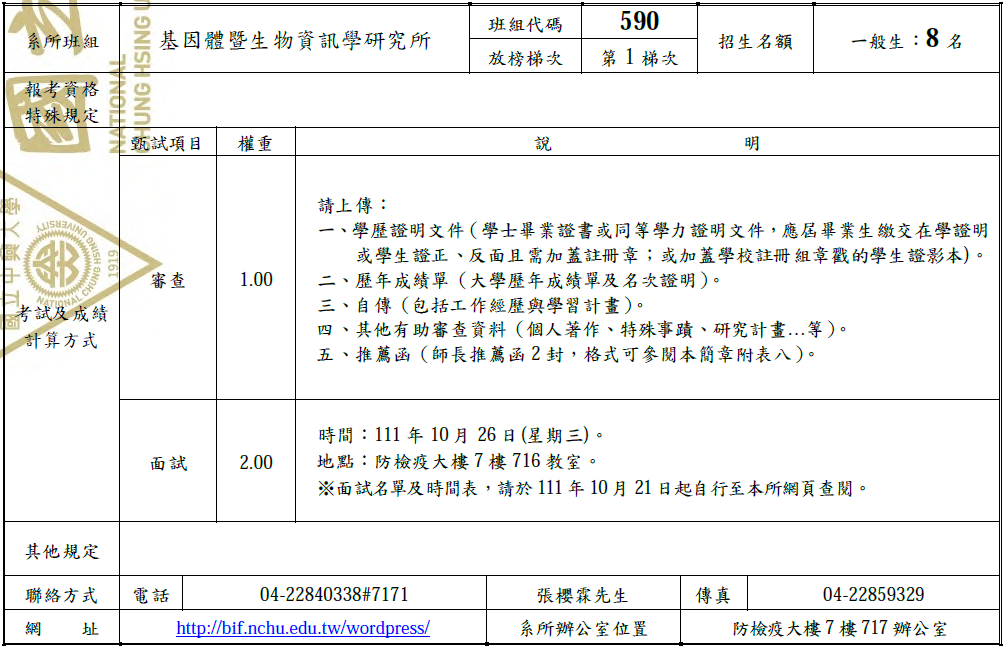 系所班組 基因體暨生物資訊學研究所 班組代碼 590 招生名額 一般生：8 名
放榜梯次 第 1 梯次
報考資格
特殊規定
甄試項目 權重 說 明
考試及成績
計算方式
審查 1.00
請上傳：
一、學歷證明文件（學士畢業證書或同等學力證明文件，應屆畢業生繳交在學證明
或學生證正、反面且需加蓋註冊章；或加蓋學校註冊組章戳的學生證影本）。
二、歷年成績單（大學歷年成績單及名次證明）。
三、自傳（包括工作經歷與學習計畫）。
四、其他有助審查資料（個人著作、特殊事蹟、研究計畫…等）。
五、推薦函（師長推薦函 2 封，格式可參閱本簡章附表八）。
面試 2.00
時間：111 年 10 月 26 日(星期三)。
地點：防檢疫大樓 7 樓 716 教室。
※面試名單及時間表，請於 111 年 10 月 21 日起自行至本所網頁查閱。
其他規定
聯絡方式 電話 04-22840338#7171 張櫻霖先生 傳真 04-22859329
網 址 http://bif.nchu.edu.tw/wordpress/ 系所辦公室位置 防檢疫大樓 7 樓 717 辦公室
NATIONAL
CHUNG HSING U
國立中興大學
NATIONAL CHUNG HSING UNIVERSITY
1919